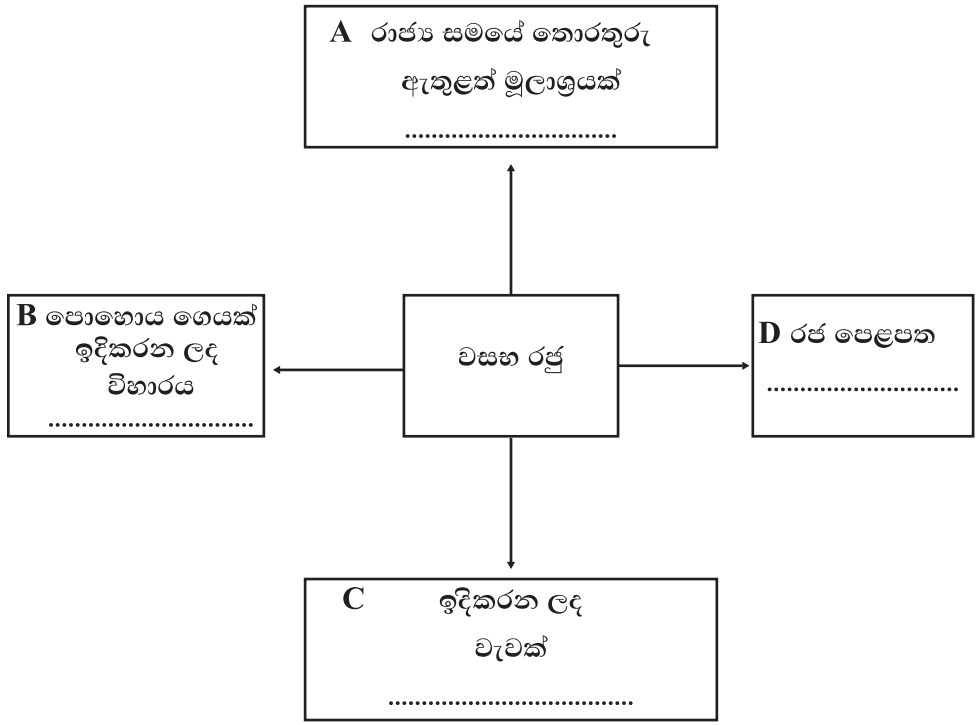 A රාජ්‍ය සමයේ තොරතුරු
ඇතුළත් මූලාශ්‍රයක්
................................
B පොහොය ගෙයක්
ඉදිකරන ලද
විහාරය
...............................
වසභ රජු
D රජ පෙළපත
.............................
C ඉදිකරන ලද
වැවක්
.....................................